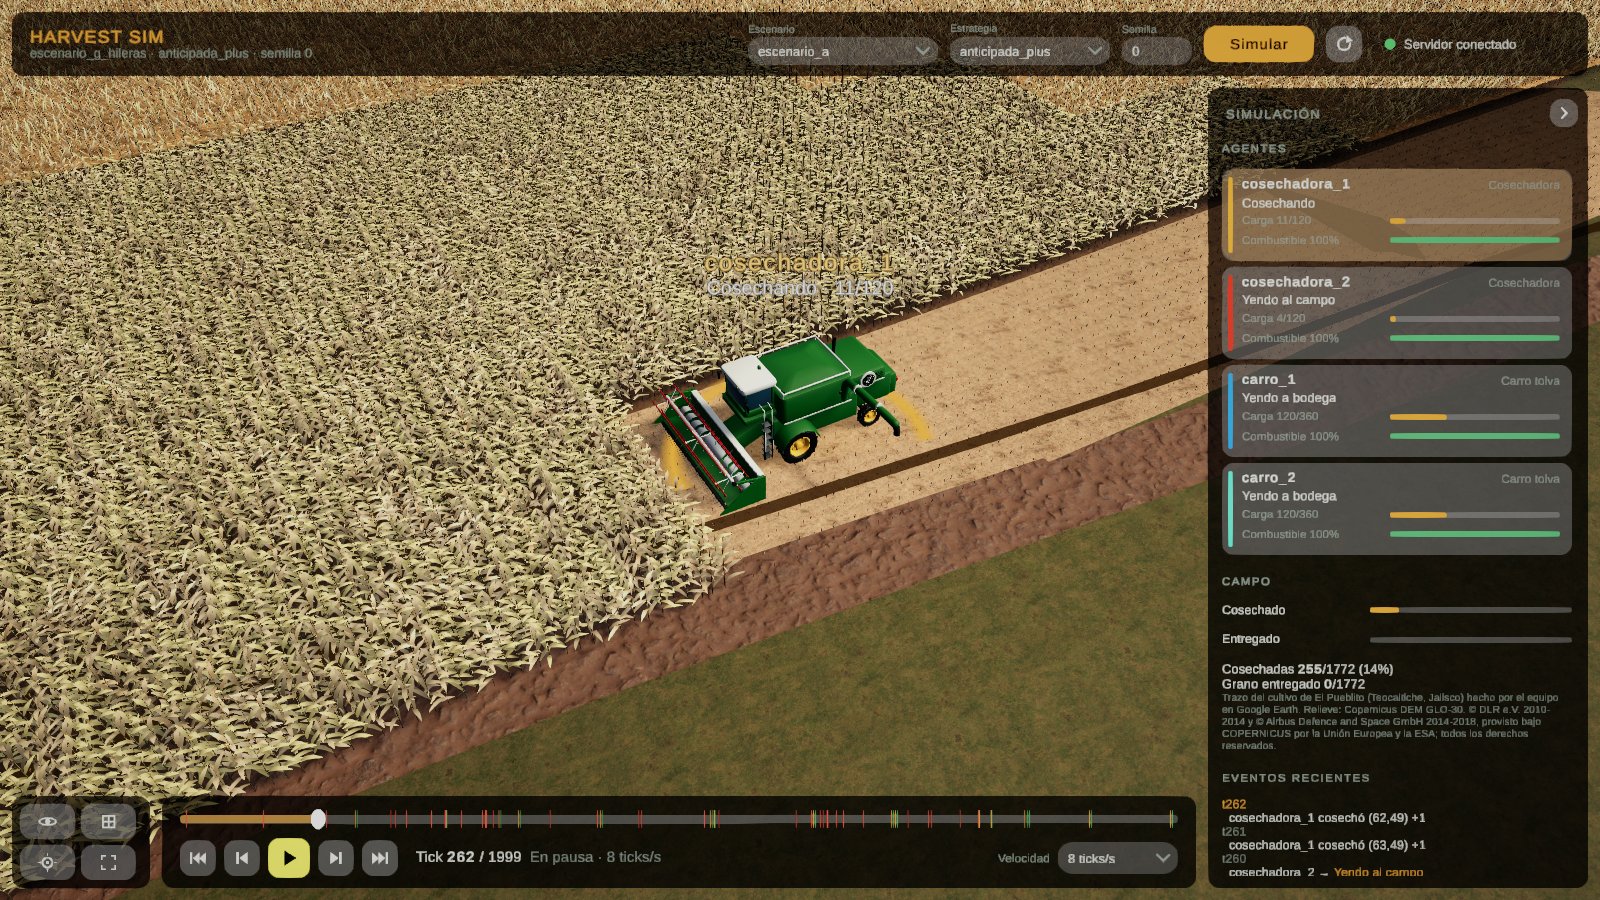 HARVEST SIM
escenario_g_hileras · anticipada_plus · semilla 0
Escenario
escenario_a
Estrategia
anticipada_plus
Semilla
0
Simular
Servidor conectado
SIMULACIÓN
AGENTES
cosechadora_1
Cosechadora
Cosechando
Carga 11/120
Combustible 100%
cosechadora_2
Cosechadora
Yendo al campo
Carga 4/120
Combustible 100%
carro_1
Carro tolva
Yendo a bodega
Carga 120/360
Combustible 100%
carro_2
Carro tolva
Yendo a bodega
Carga 120/360
Combustible 100%
CAMPO
Cosechado
Entregado
Cosechadas 255/1772 (14%)
Grano entregado 0/1772
Trazo del cultivo de El Pueblito (Teocaltiche, Jalisco) hecho por el equipo
en Google Earth. Relieve: Copernicus DEM GLO-30. © DLR e.V. 2010-
2014 y © Airbus Defence and Space GmbH 2014-2018, provisto bajo
COPERNICUS por la Unión Europea y la ESA; todos los derechos
reservados.
EVENTOS RECIENTES
t262
cosechadora_1 cosechó (62,49) +1
t261
cosechadora_1 cosechó (63,49) +1
t260
cosechadora_2 → Yendo al campo
cosechadora_1
Cosechando · 11/120
Tick 262 / 1999 En pausa · 8 ticks/s
Velocidad
8 ticks/s